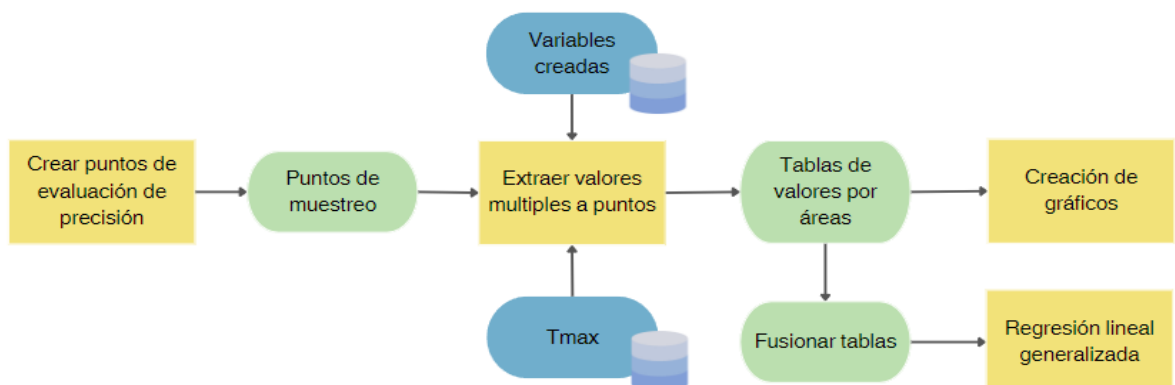 Variables
creadas
Crear puntos de
evaluación de
precisión
Puntos de
muestreo
Extraer valores
multiples a puntos
Tablas de
valores por
áreas
Creación de
gráficos
Tmax
Fusionar tablas
Regresión lineal
generalizada